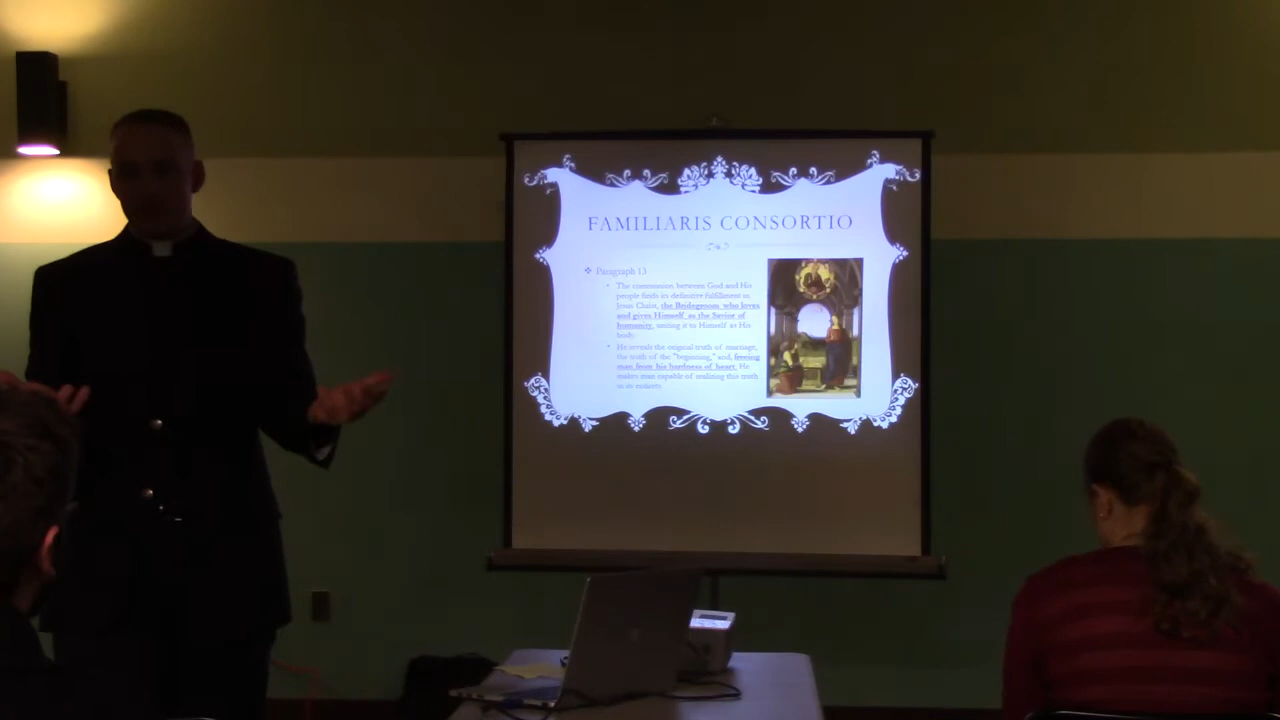 FAMILIARIS CONSORTIO
Paragraph 13
The communion between God and His
people finds its definitive fulfillment in
Jesus Christ, the Bridegroom who loves
and gives Himself as the Savior of
humanity, uniting it to Himself as His
body.
He reveals the original truth of marriage,
the truth of the "beginning," and, freeing
man from his hardness of heart, He
makes man capable of realizing this truth
in its entirety.